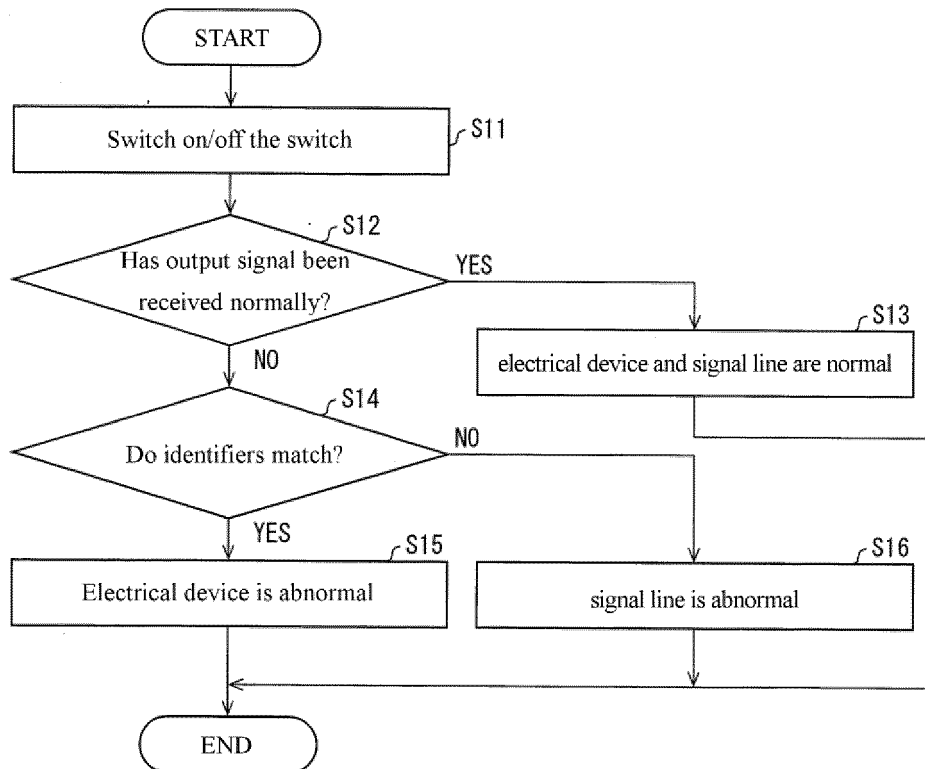 START
Switch on/off the switch
S11
S12
Has output signal been
received normally?
YES
NO
S13
electrical device and signal line are normal
S14
Do identifiers match?
NO
YES
S15
Electrical device is abnormal
S16
signal line is abnormal
END